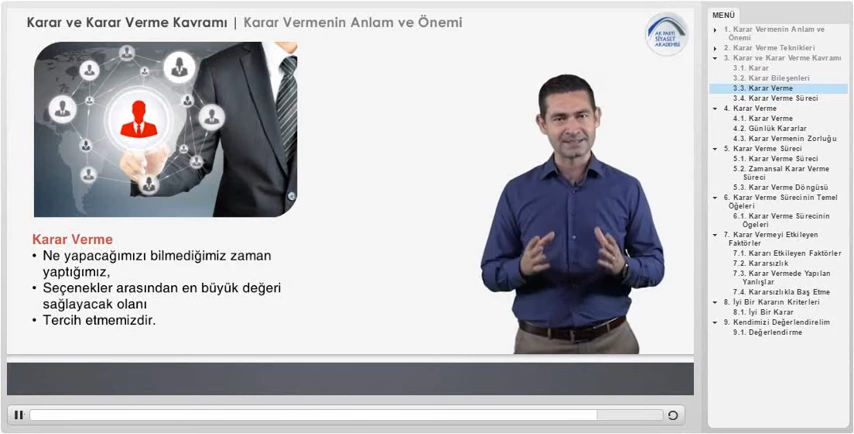 Karar ve Karar Verme Kavramı | Karar Vermenin Anlam ve Önemi
AK PARTİ
SİYASET
AKADEMİSİ
Karar Verme
• Ne yapacağımızı bilmediğimiz zaman
yaptığımız,
• Seçenekler arasından en büyük değeri
sağlayacak olanı
• Tercih etmemizdir.
MENÜ
1. Karar Vermenin Anlam ve
Önemi
2. Karar Verme Teknikleri
3. Karar ve Karar Verme Kavramı
3.1. Karar
3.2. Karar Bileşenleri
3.3. Karar Verme
3.4. Karar Verme Süreci
4. Karar Verme
4.1. Karar Verme
4.2. Günlük Kararlar
4.3. Karar Vermenin Zorluğu
5. Karar Verme Süreci
5.1. Karar Verme Süreci
5.2. Zamansal Karar Verme
Süreci
5.3. Karar Verme Döngüsü
6. Karar Verme Sürecinin Temel
Öğeleri
6.1. Karar Verme Sürecinin
Ögeleri
7. Karar Vermeyi Etkileyen
Faktörler
7.1. Kararı Etkileyen Faktörler
7.2. Kararsızlık
7.3. Karar Vermede Yapılan
Yanlışlar
7.4. Kararsızlıkla Baş Etme
8. İyi Bir Kararın Kriterleri
8.1. İyi Bir Karar
9. Kendimizi Değerlendirelim
9.1. Değerlendirme